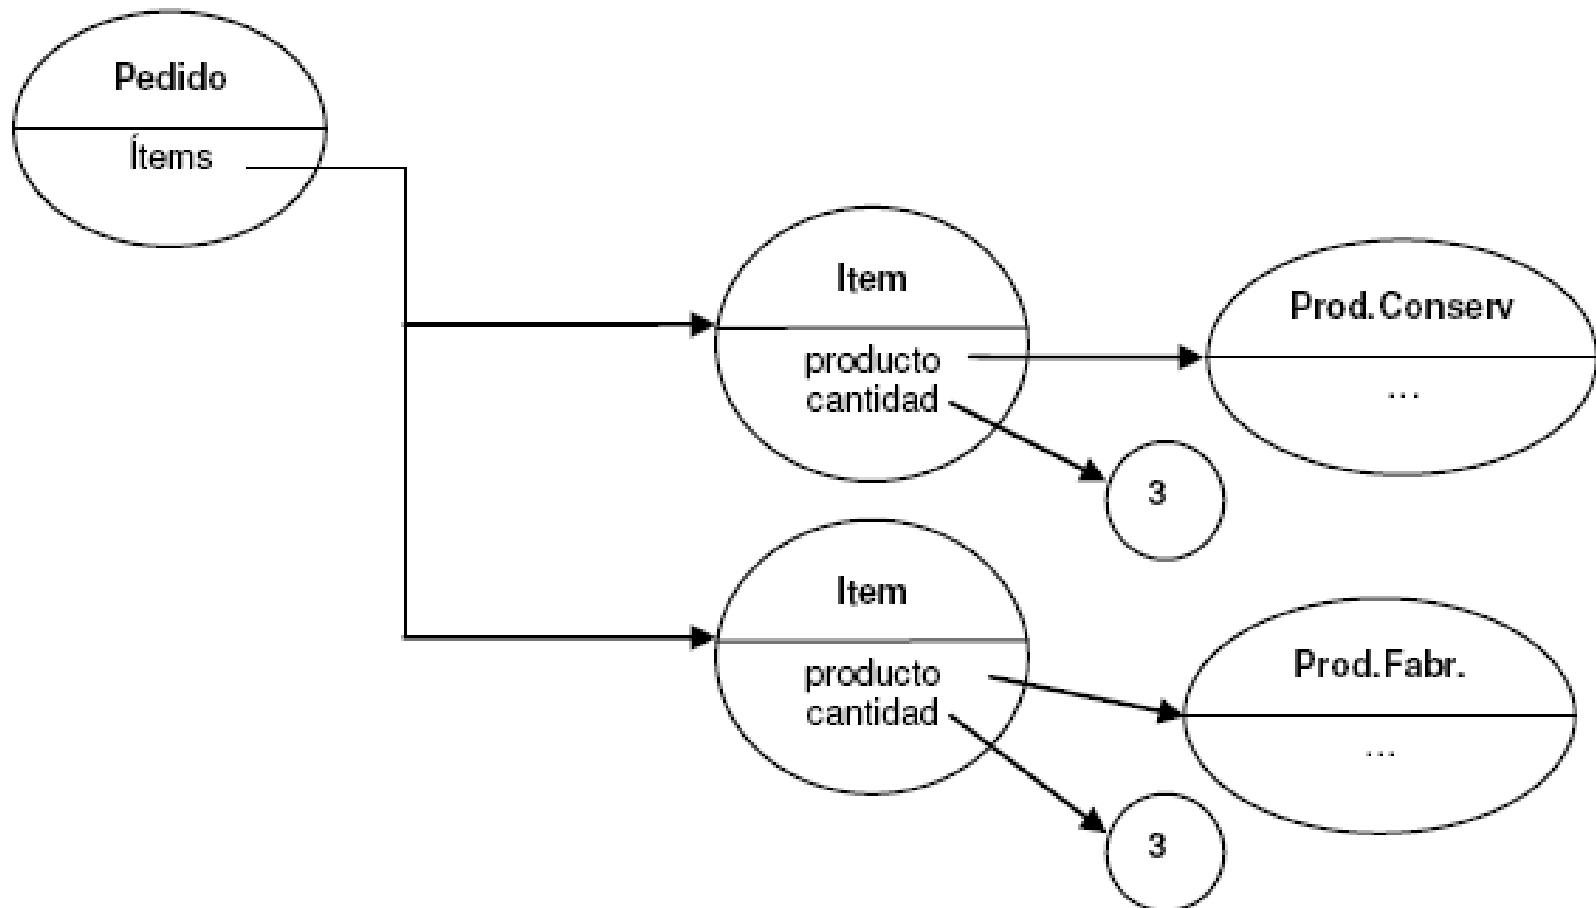 Pedido
Ítems
Item
producto
cantidad
Prod.Conserv
...
3
Item
producto
cantidad
Prod.Fabr.
...
3